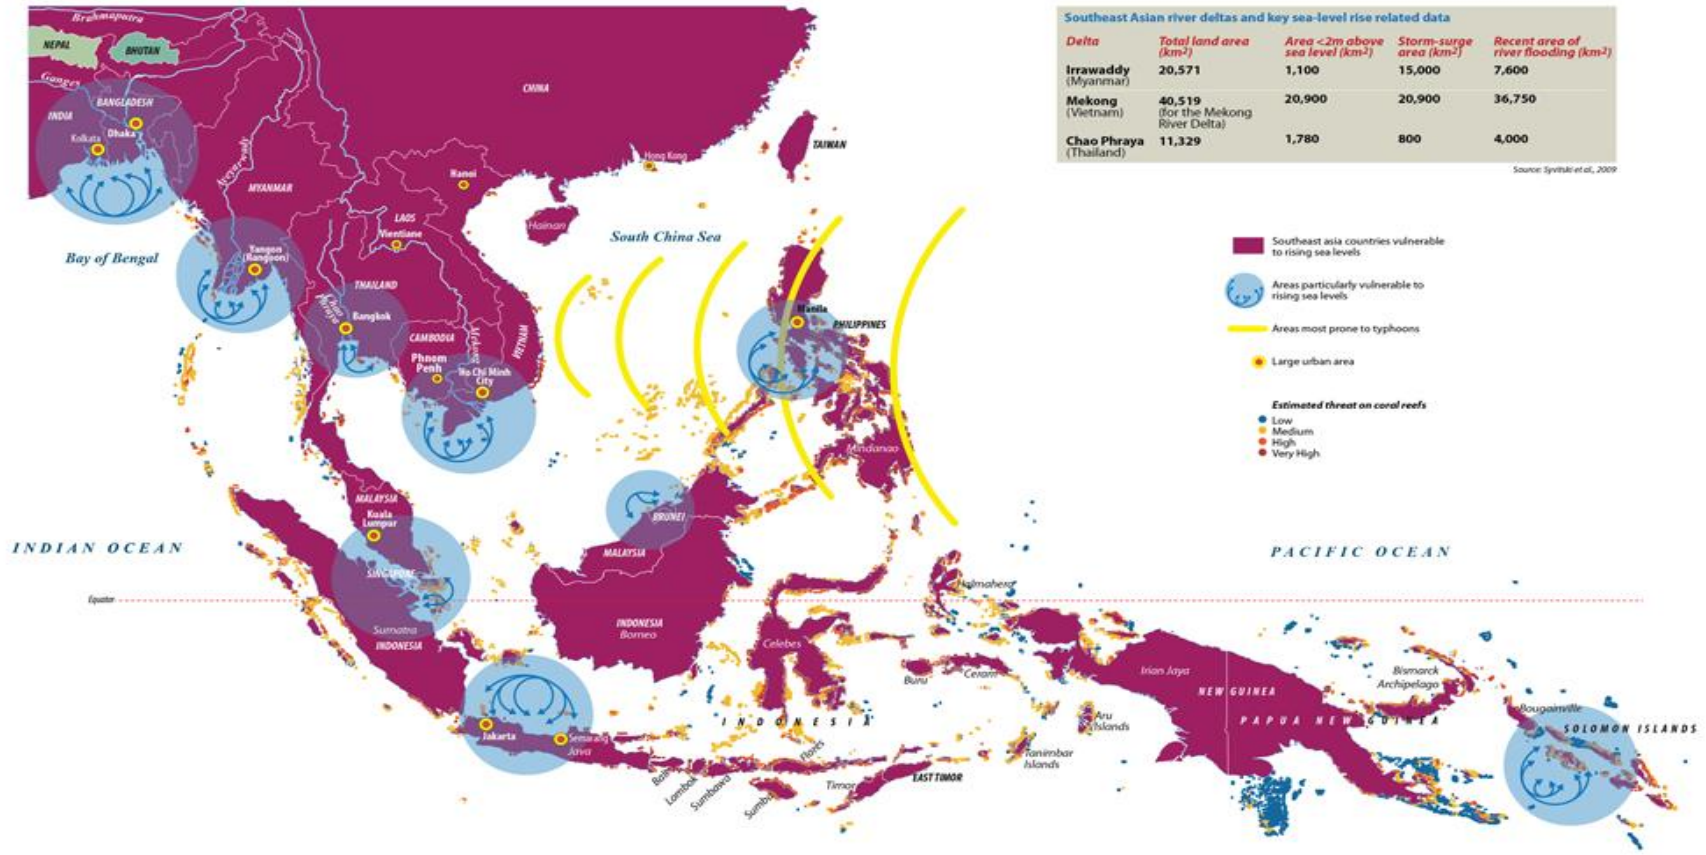 Southeast Asian river deltas and key sea-level rise related data
Delta Total land area (km²) Area <2m above sea level (km²) Storm-surge area (km²) Recent area of river flooding (km²)
Irrawaddy (Myanmar) 20,571 1,100 15,000 7,600
Mekong (Vietnam) 40,519 (for the Mekong River Delta) 20,900 20,900 36,750
Chao Phraya (Thailand) 11,329 1,780 800 4,000
Source: Syvitski et al., 2009
Southeast asia countries vulnerable
to rising sea levels
Areas particularly vulnerable to
rising sea levels
Areas most prone to typhoons
Large urban area
Estimated threat on coral reefs
Low
Medium
High
Very High
Brahmaputra
NEPAL
BHUTAN
Ganges
BANGLADESH
INDIA
Dhaka
Kolkata
CHINA
TAIWAN
Hong Kong
Hanoi
Ayeyarwady
MYANMAR
LAOS
Vientiane
Hainan
South China Sea
Bay of Bengal
Yangon
(Rangoon)
THAILAND
Chao
Phraya
Bangkok
CAMBODIA
Mekong
VIETNAM
Phnom
Penh
Ho Chi Minh
City
Manila
PHILIPPINES
Mindanao
MALAYSIA
Kuala
Lumpur
BRUNEI
MALAYSIA
INDIAN OCEAN
PACIFIC OCEAN
SINGAPORE
Equator
Halmahera
Sumatra
INDONESIA
INDONESIA
Borneo
Celebes
Buru
Ceram
Irian Jaya
NEW GUINEA
Bismarck
Archipelago
Bougainville
SOLOMON ISLANDS
PAPUA NEW GUINEA
INDONESIA
Aru
Islands
Jakarta
Semarang
Java
Tanimbar
Islands
Bali
Lombok
Sumbawa
Flores
Sumba
Timor
EAST TIMOR